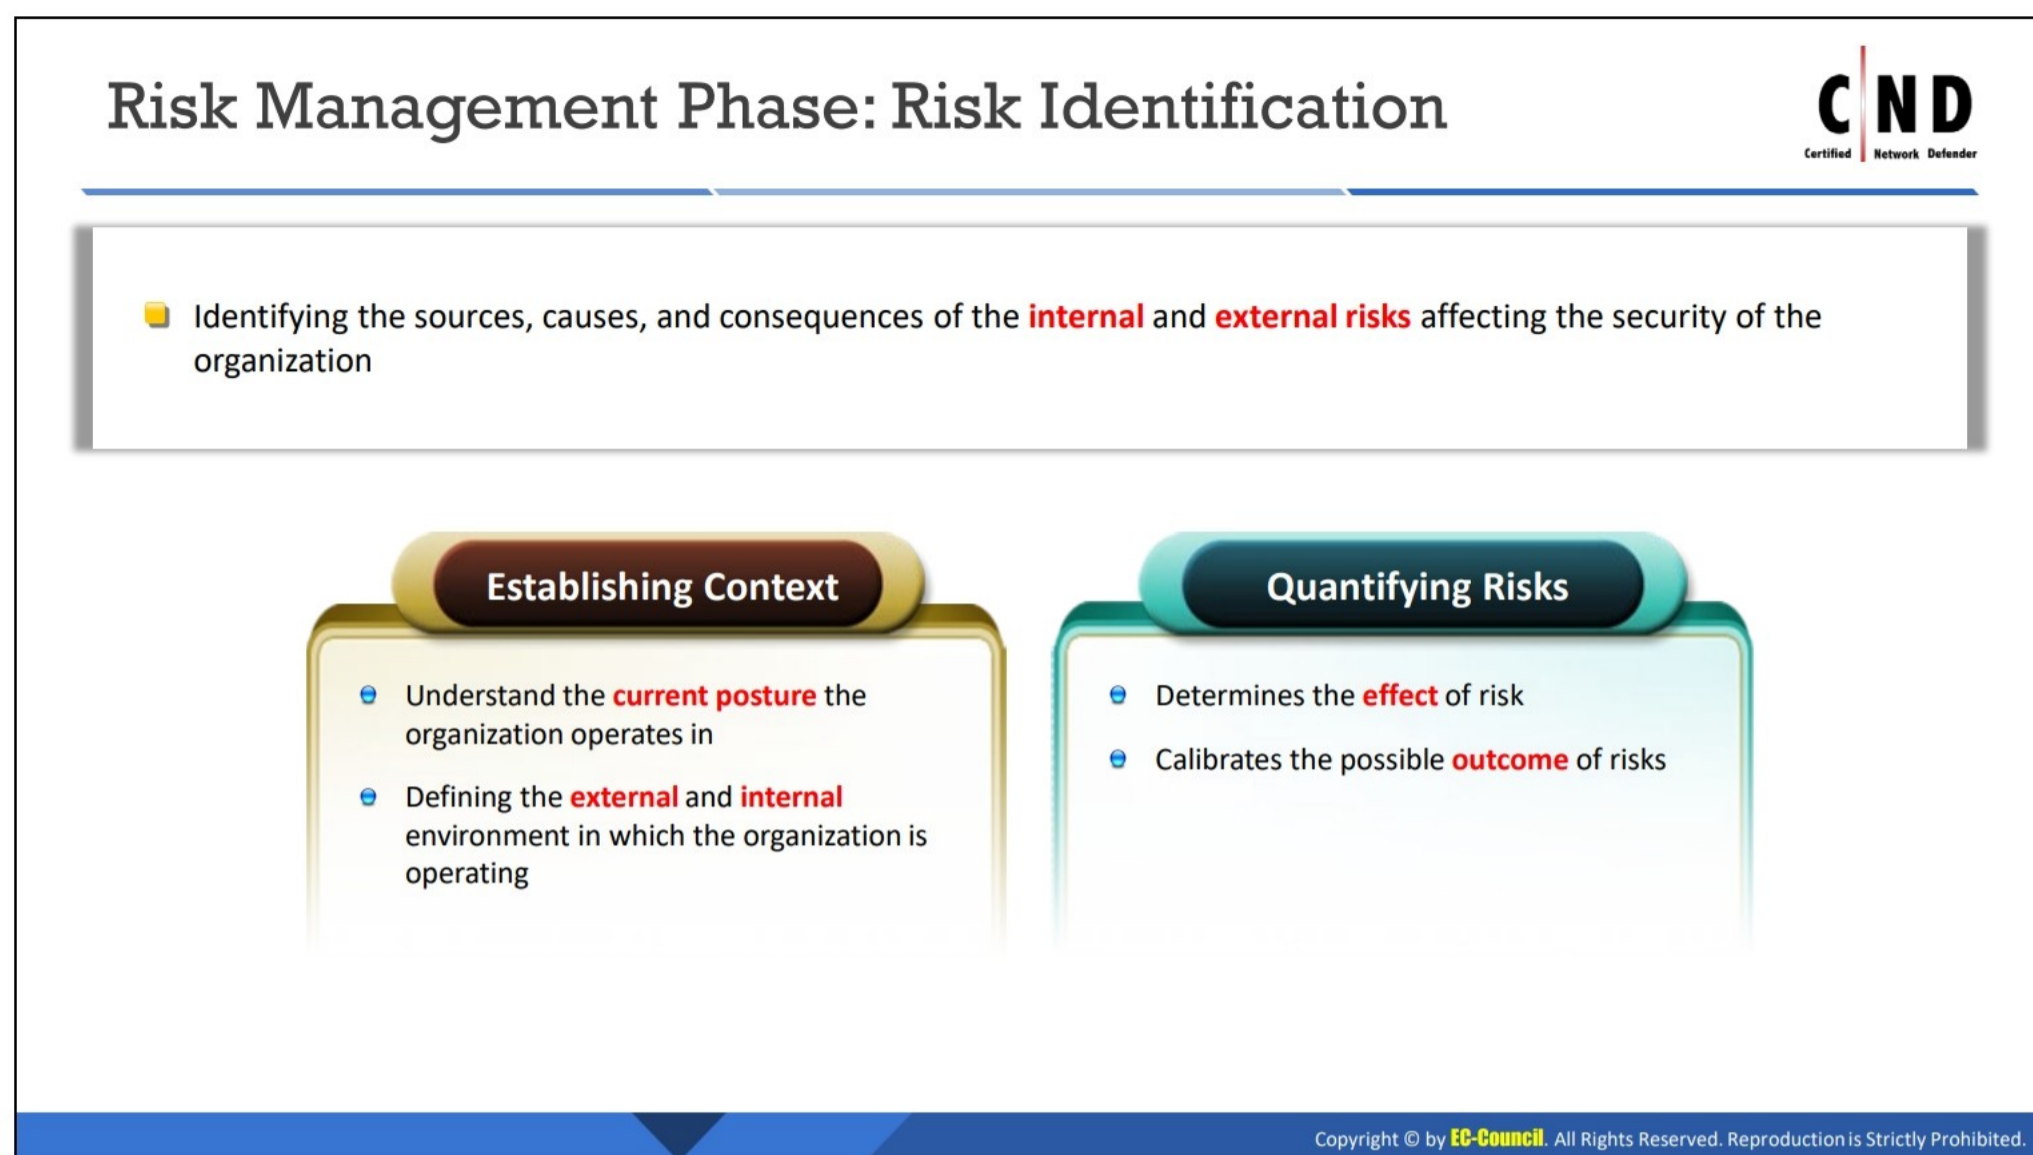 Risk Management Phase: Risk Identification
C ND
Certified Network Defender
Identifying the sources, causes, and consequences of the internal and external risks affecting the security of the
organization
Establishing Context
Understand the current posture the
organization operates in
Defining the external and internal
environment in which the organization is
operating
Quantifying Risks
Determines the effect of risk
Calibrates the possible outcome of risks
Copyright © by EC-Council. All Rights Reserved. Reproduction is Strictly Prohibited.